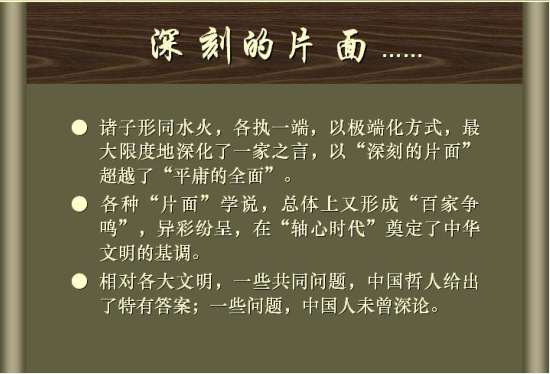 深刻的片面……
● 诸子形同水火，各执一端，以极端化方式，最
大限度地深化了一家之言，以“深刻的片面”
超越了“平庸的全面”。
● 各种“片面”学说，总体上又形成“百家争
鸣”，异彩纷呈，在“轴心时代”奠定了中华
文明的基调。
● 相对各大文明，一些共同问题，中国哲人给出
了特有答案；一些问题，中国人未曾深论。